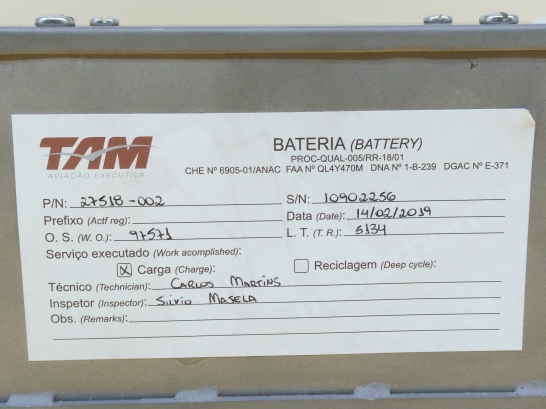 TAM
AVIAÇÃO EXECUTIVA
BATERIA (BATTERY)
PROC-QUAL-005/RR-18/01
CHE Nº 6905-01/ANAC FAA Nº QL4Y470M DNA Nº 1-B-239 DGAC Nº E-371
P/N: 27518-002 S/N: 10902256
Prefixo (Actf reg): Data (Date): 14/02/2019
O. S. (W. O.): 97571 L. T. (T. R.): 5134
Serviço executado (Work acomplished):
☒ Carga (Charge): ☐ Reciclagem (Deep cycle):
Técnico (Technician): CARLOS MARTINS
Inspetor (Inspector): SILVIO MASELA
Obs. (Remarks):